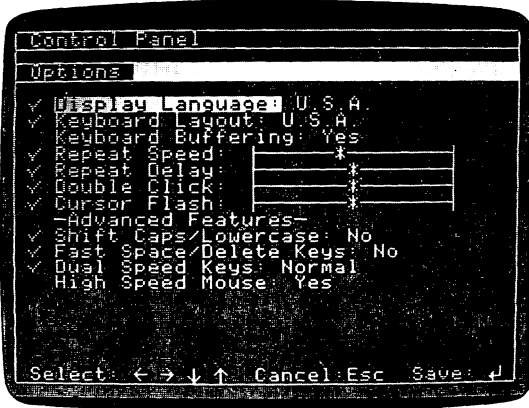 Control Panel
Options
✓ Display Language: U.S.A.
✓ Keyboard Layout: U.S.A.
Keyboard Buffering: Yes
✓ Repeat Speed:
✓ Repeat Delay:
✓ Double Click:
✓ Cursor Flash:
—Advanced Features—
✓ Shift Caps/Lowercase: No
✓ Fast Space/Delete Keys: No
✓ Dual Speed Keys: Normal
High Speed Mouse: Yes
Select: ← → ↓ ↑ Cancel:Esc Save: ↵